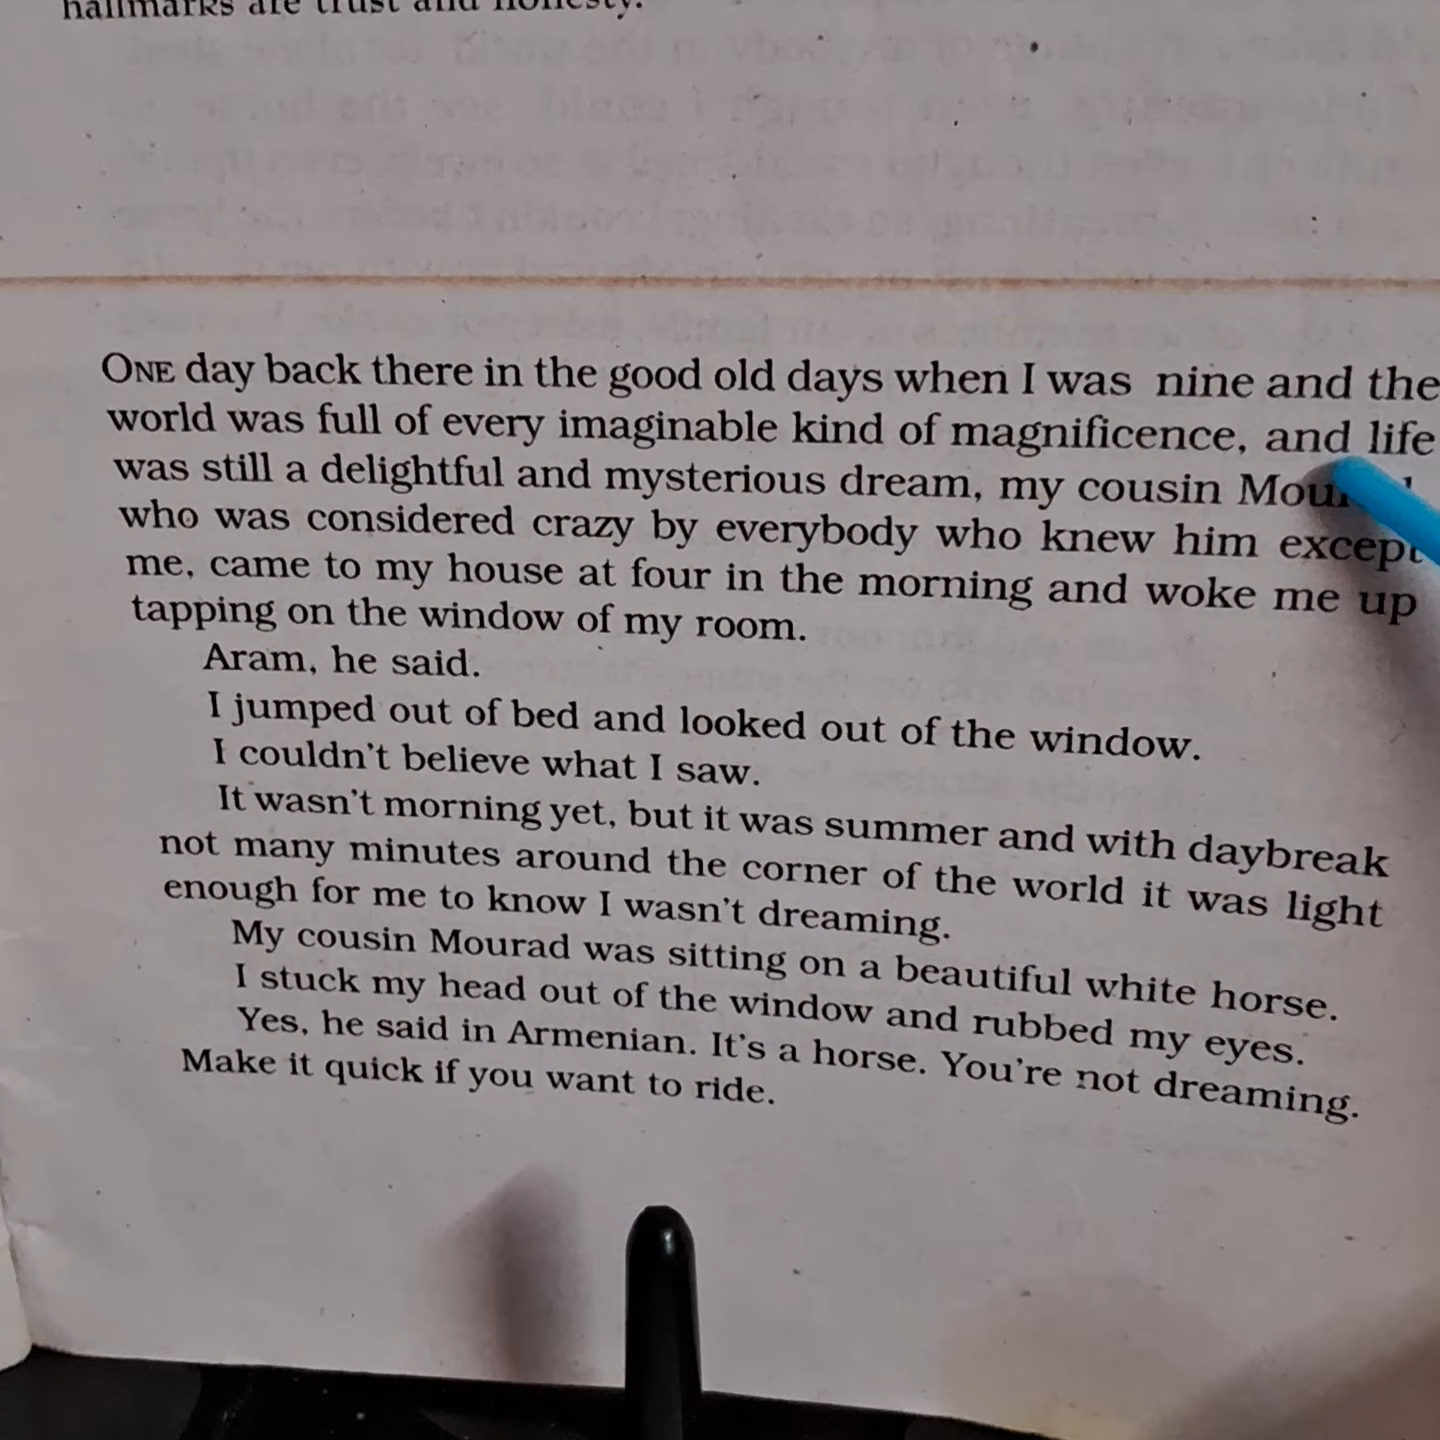 hallmarks are trust and honesty.
ONE day back there in the good old days when I was nine and the
world was full of every imaginable kind of magnificence, and life
was still a delightful and mysterious dream, my cousin
who was considered crazy by everybody who knew him except
me, came to my house at four in the morning and woke me up
tapping on the window of my room.
Aram, he said.
I jumped out of bed and looked out of the window.
I couldn't believe what I saw.
It wasn't morning yet, but it was summer and with daybreak
not many minutes around the corner of the world it was light
enough for me to know I wasn't dreaming.
My cousin Mourad was sitting on a beautiful white horse.
I stuck my head out of the window and rubbed my eyes.
Yes, he said in Armenian. It's a horse. You're not dreaming.
Make it quick if you want to ride.